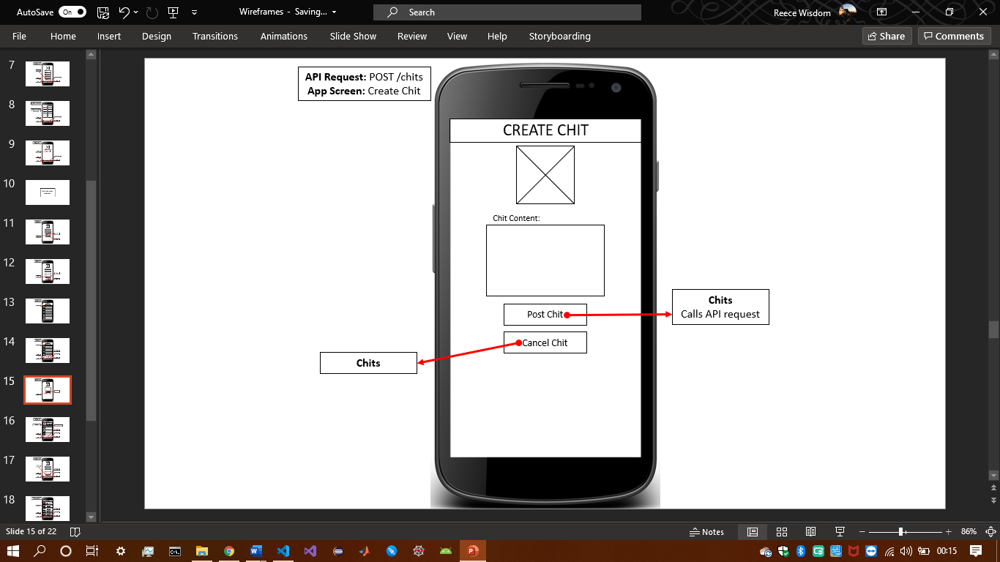 AutoSave
On
Wireframes - Saving...
Search
Reece Wisdom
File Home Insert Design Transitions Animations Slide Show Review View Help Storyboarding
Share
Comments
7
8
9
10
11
12
13
14
15
16
17
18
API Request: POST /chits
App Screen: Create Chit
CREATE CHIT
Chit Content:
Post Chit
Cancel Chit
Chits
Calls API request
Chits
Slide 15 of 22
Notes
86%
00:15